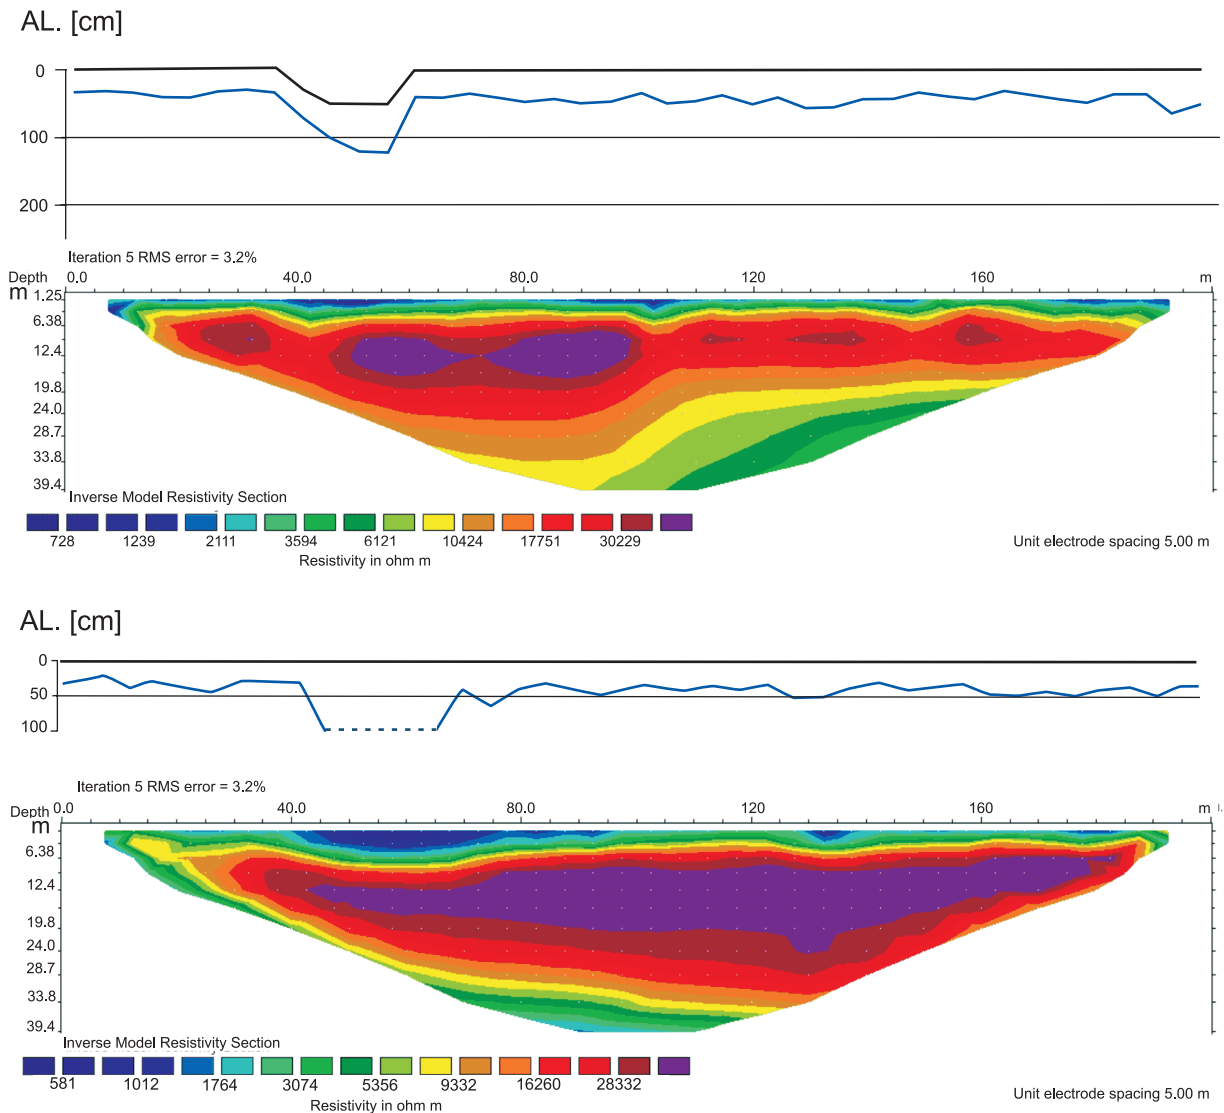 AL. [cm]
0
100
200
Iteration 5 RMS error = 3.2%
Depth 0.0 40.0 80.0 120 160 m
m 1.25
6.38
12.4
19.8
24.0
28.7
33.8
39.4
Inverse Model Resistivity Section
728 1239 2111 3594 6121 10424 17751 30229
Resistivity in ohm m
Unit electrode spacing 5.00 m
AL. [cm]
0
50
100
Iteration 5 RMS error = 3.2%
Depth 0.0 40.0 80.0 120 160 m
m
6.38
12.4
19.8
24.0
28.7
33.8
39.4
Inverse Model Resistivity Section
581 1012 1764 3074 5356 9332 16260 28332
Resistivity in ohm m
Unit electrode spacing 5.00 m